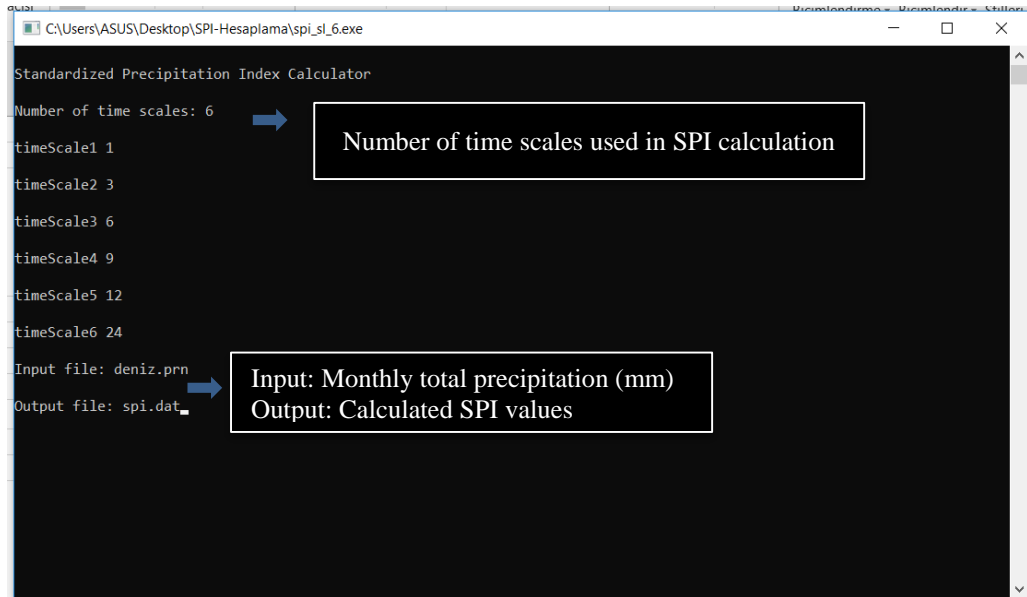 C:\Users\ASUS\Desktop\SPI-Hesaplama\spi_sl_6.exe
Standardized Precipitation Index Calculator
Number of time scales: 6
Number of time scales used in SPI calculation
timeScale1 1
timeScale2 3
timeScale3 6
timeScale4 9
timeScale5 12
timeScale6 24
Input file: deniz.prn
Input: Monthly total precipitation (mm)
Output file: spi.dat
Output: Calculated SPI values